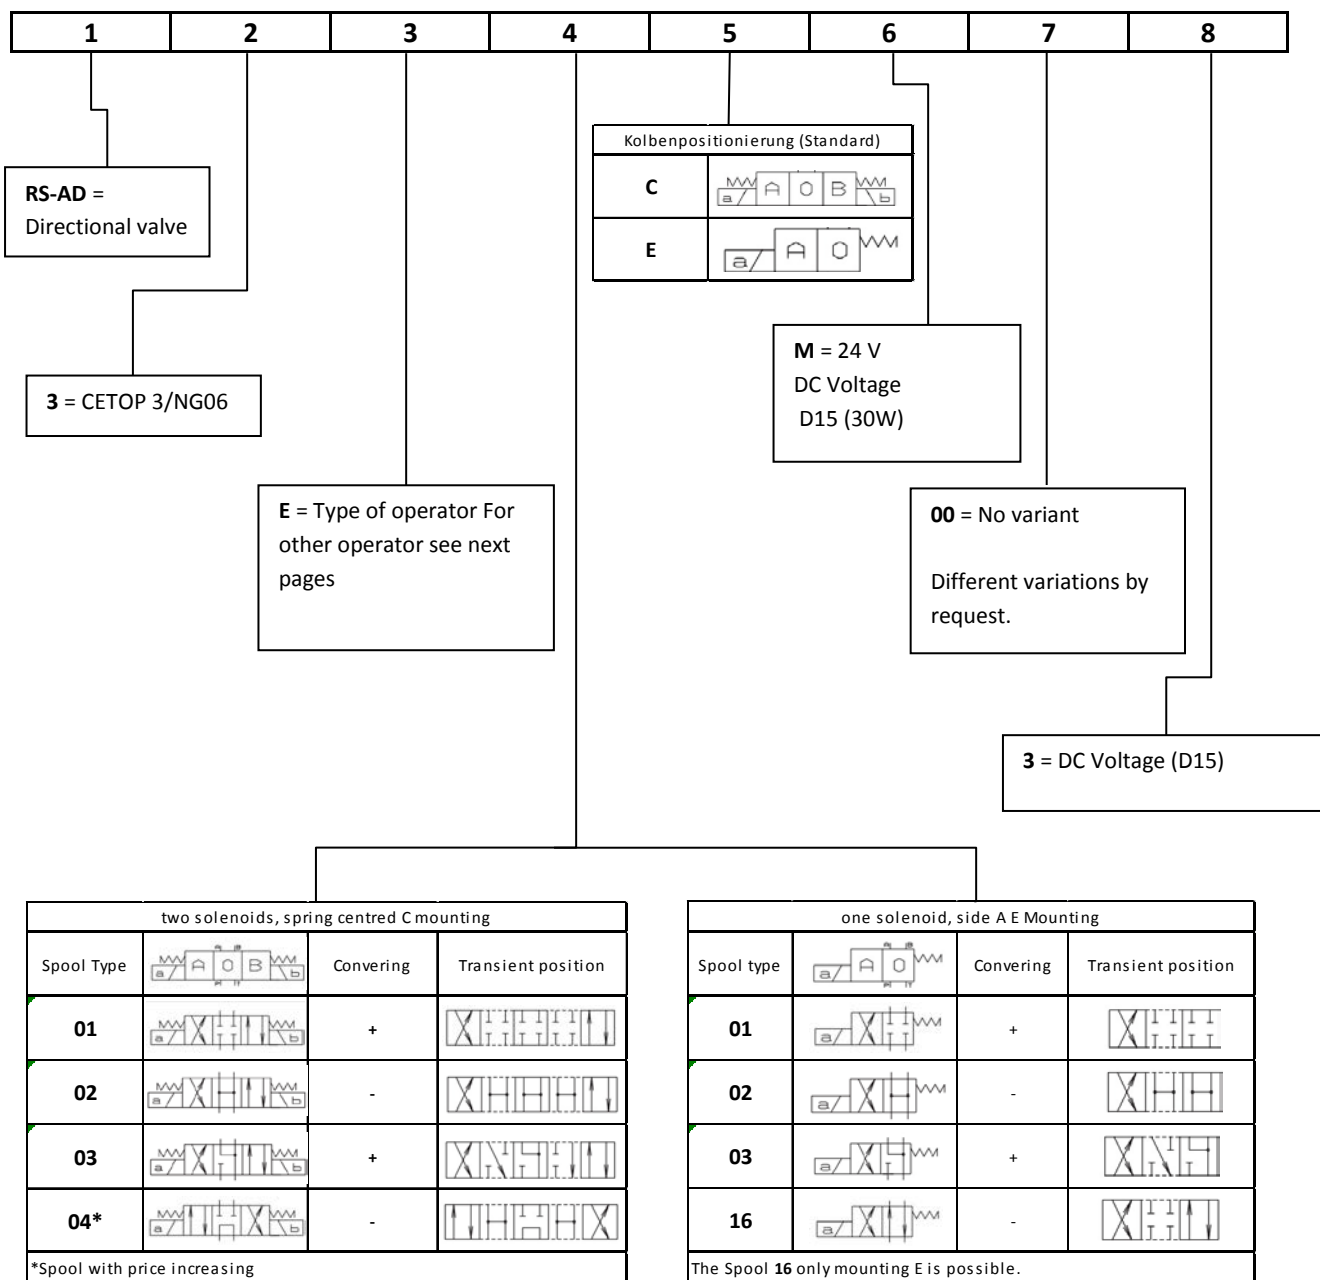 1 2 3 4 5 6 7 8
Kolbenpositionierung (Standard)
C a A O B b
E a A O
RS-AD =
Directional valve
3 = CETOP 3/NG06
M = 24 V
DC Voltage
D15 (30W)
E = Type of operator For
other operator see next
pages
00 = No variant
Different variations by
request.
3 = DC Voltage (D15)
two solenoids, spring centred C mounting
Spool Type a A O B b Convering Transient position
01 a b +
02 a b -
03 a b +
04* a b -
*Spool with price increasing
one solenoid, side A E Mounting
Spool type a A O Convering Transient position
01 a +
02 a -
03 a +
16 a -
The Spool 16 only mounting E is possible.